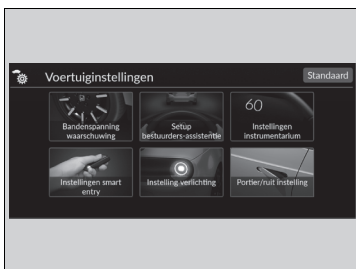 Voertuiginstellingen
Standaard
Bandenspanning
waarschuwing
Setup
bestuurders-assistentie
60
Instellingen
instrumentarium
Instellingen smart
entry
Instelling verlichting
Portier/ruit instelling